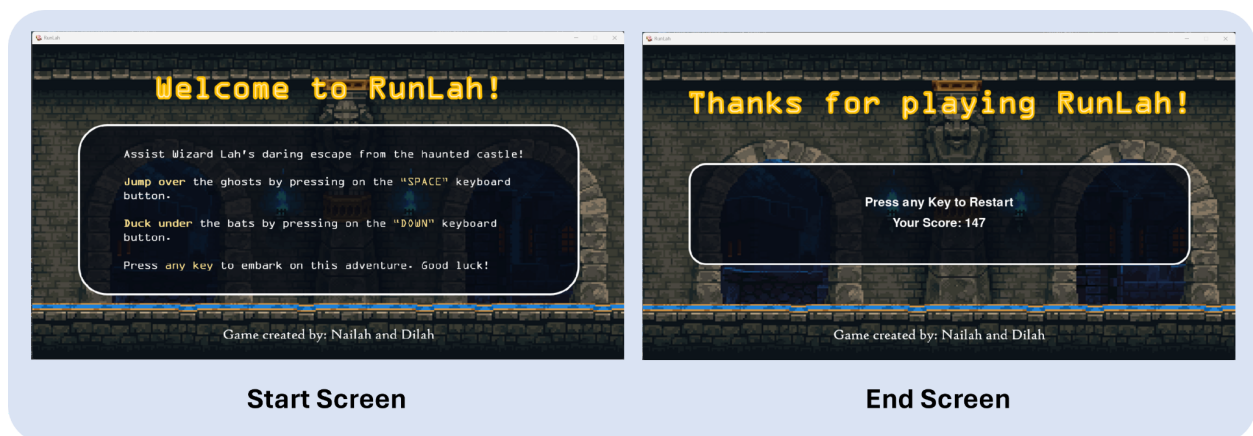 RunLah
Welcome to RunLah!
Assist Wizard Lah's daring escape from the haunted castle!
Jump over the ghosts by pressing on the "SPACE" keyboard
button.
Duck under the bats by pressing on the "DOWN" keyboard
button.
Press any key to embark on this adventure. Good luck!
Game created by: Nailah and Dilah
Start Screen
RunLah
Thanks for playing RunLah!
Press any Key to Restart
Your Score: 147
Game created by: Nailah and Dilah
End Screen